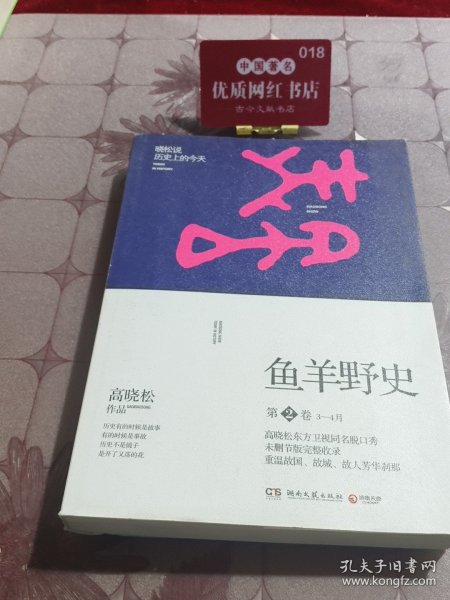 018
中国著名
优质网红书店
古今文献书店
晓松说
历史上的今天
鱼羊野史
第2卷 3—4月
高晓松
作品
GAOXIAOSONG
历史有的时候是故事
有的时候是事故
历史不是镜子
是开了又落的花
高晓松东方卫视同名脱口秀
未删节版完整收录
重温故国、故城、故人芳华刹那
湖南文艺出版社
孔夫子旧书网
www.kongfz.com